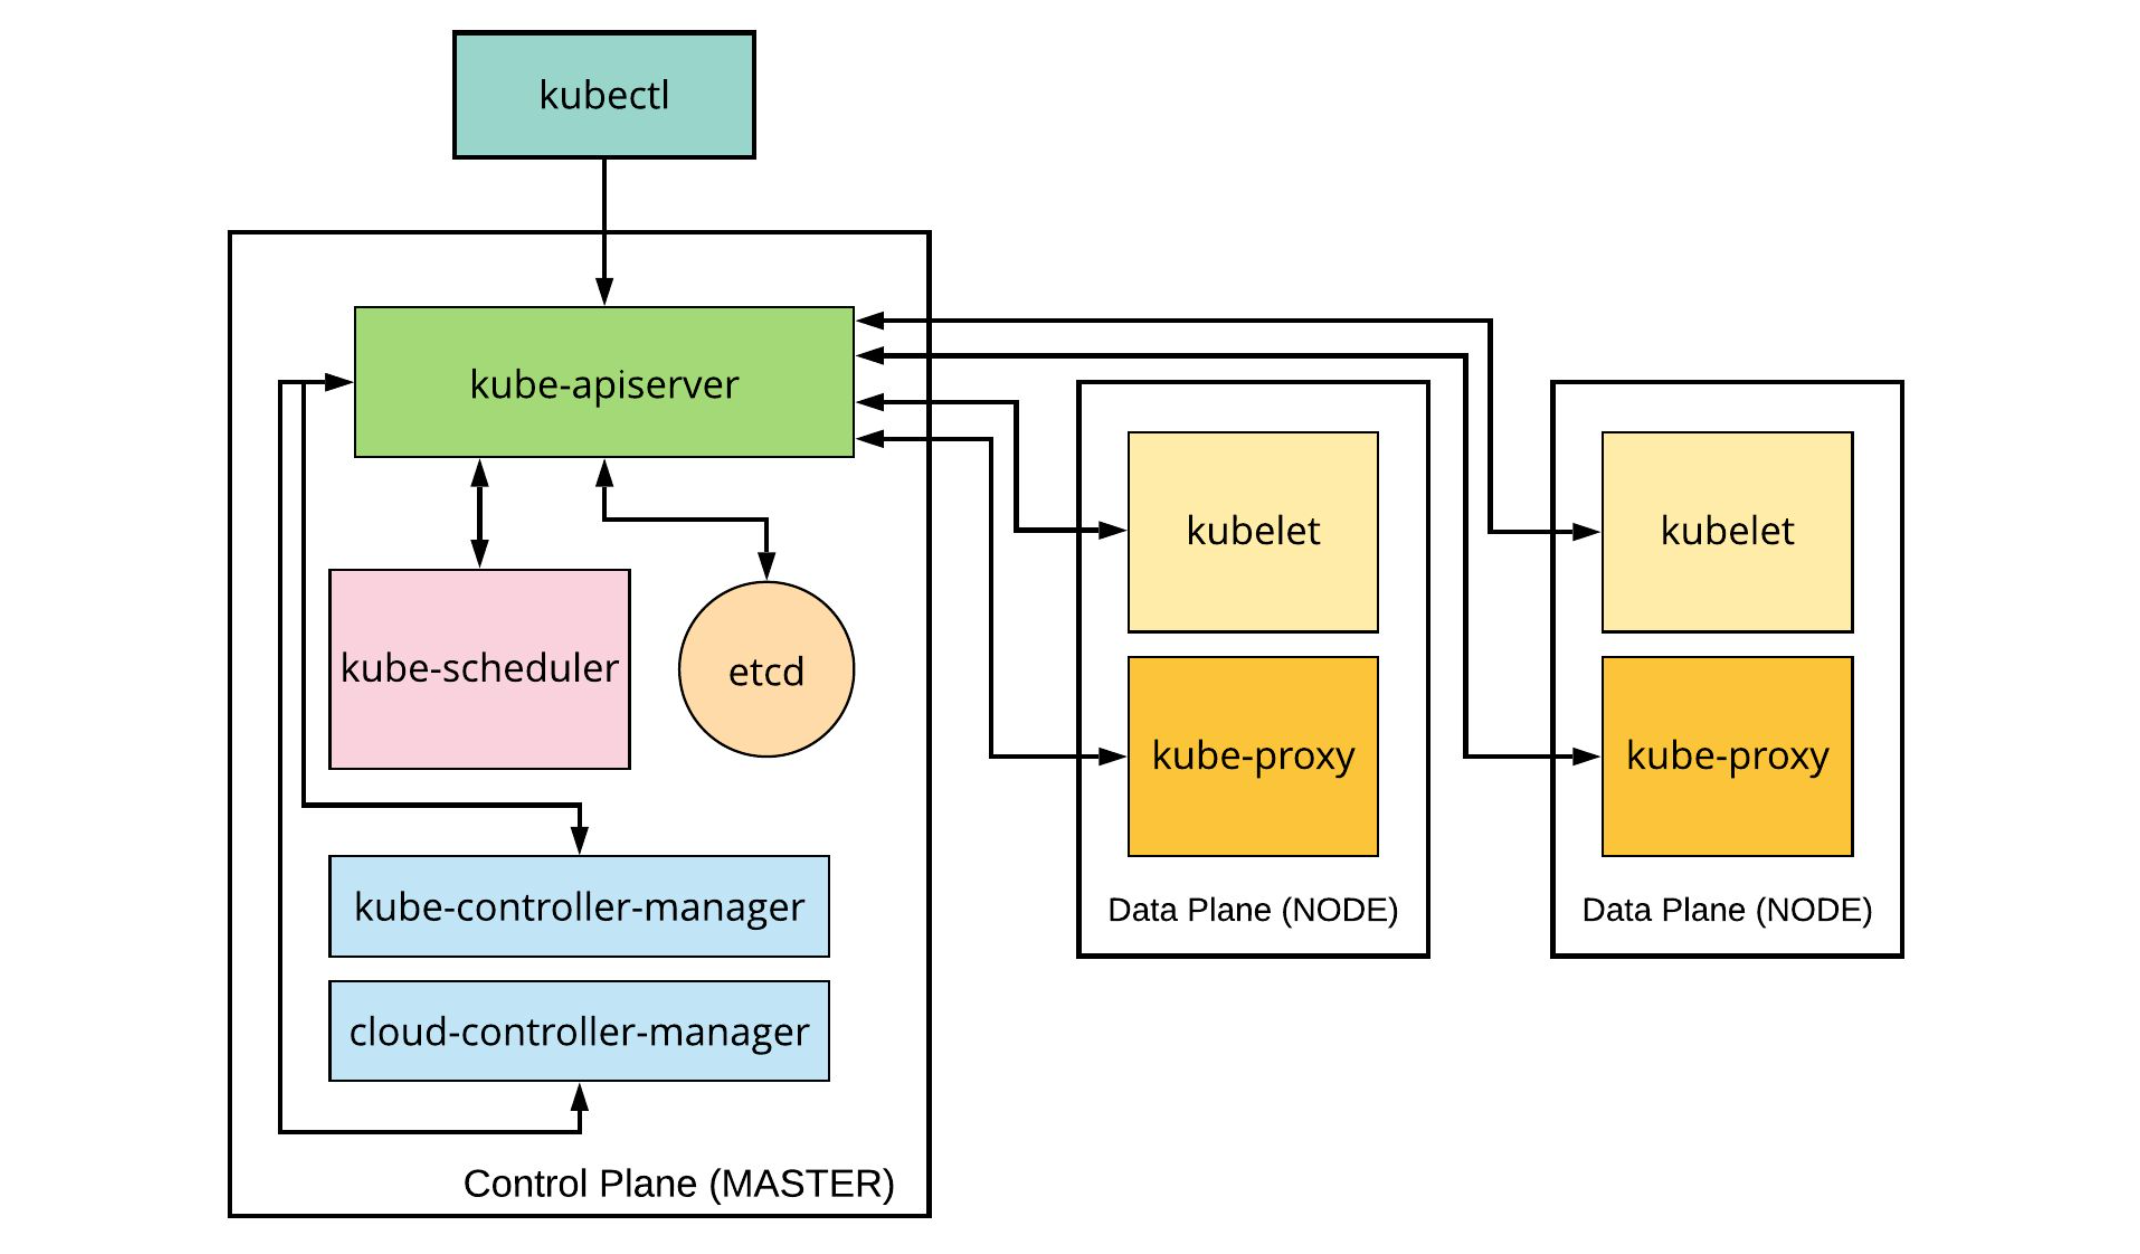 kubectl
kube-apiserver
kube-scheduler
etcd
kube-controller-manager
cloud-controller-manager
Control Plane (MASTER)
kubelet
kube-proxy
Data Plane (NODE)
kubelet
kube-proxy
Data Plane (NODE)